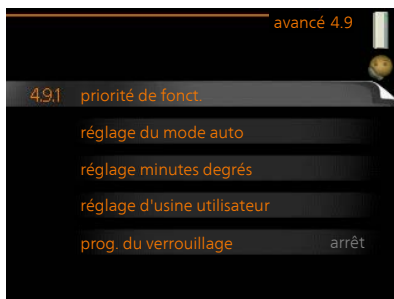 avancé 4.9
4.9.1 priorité de fonct.
réglage du mode auto
réglage minutes degrés
réglage d'usine utilisateur
prog. du verrouillage arrêt